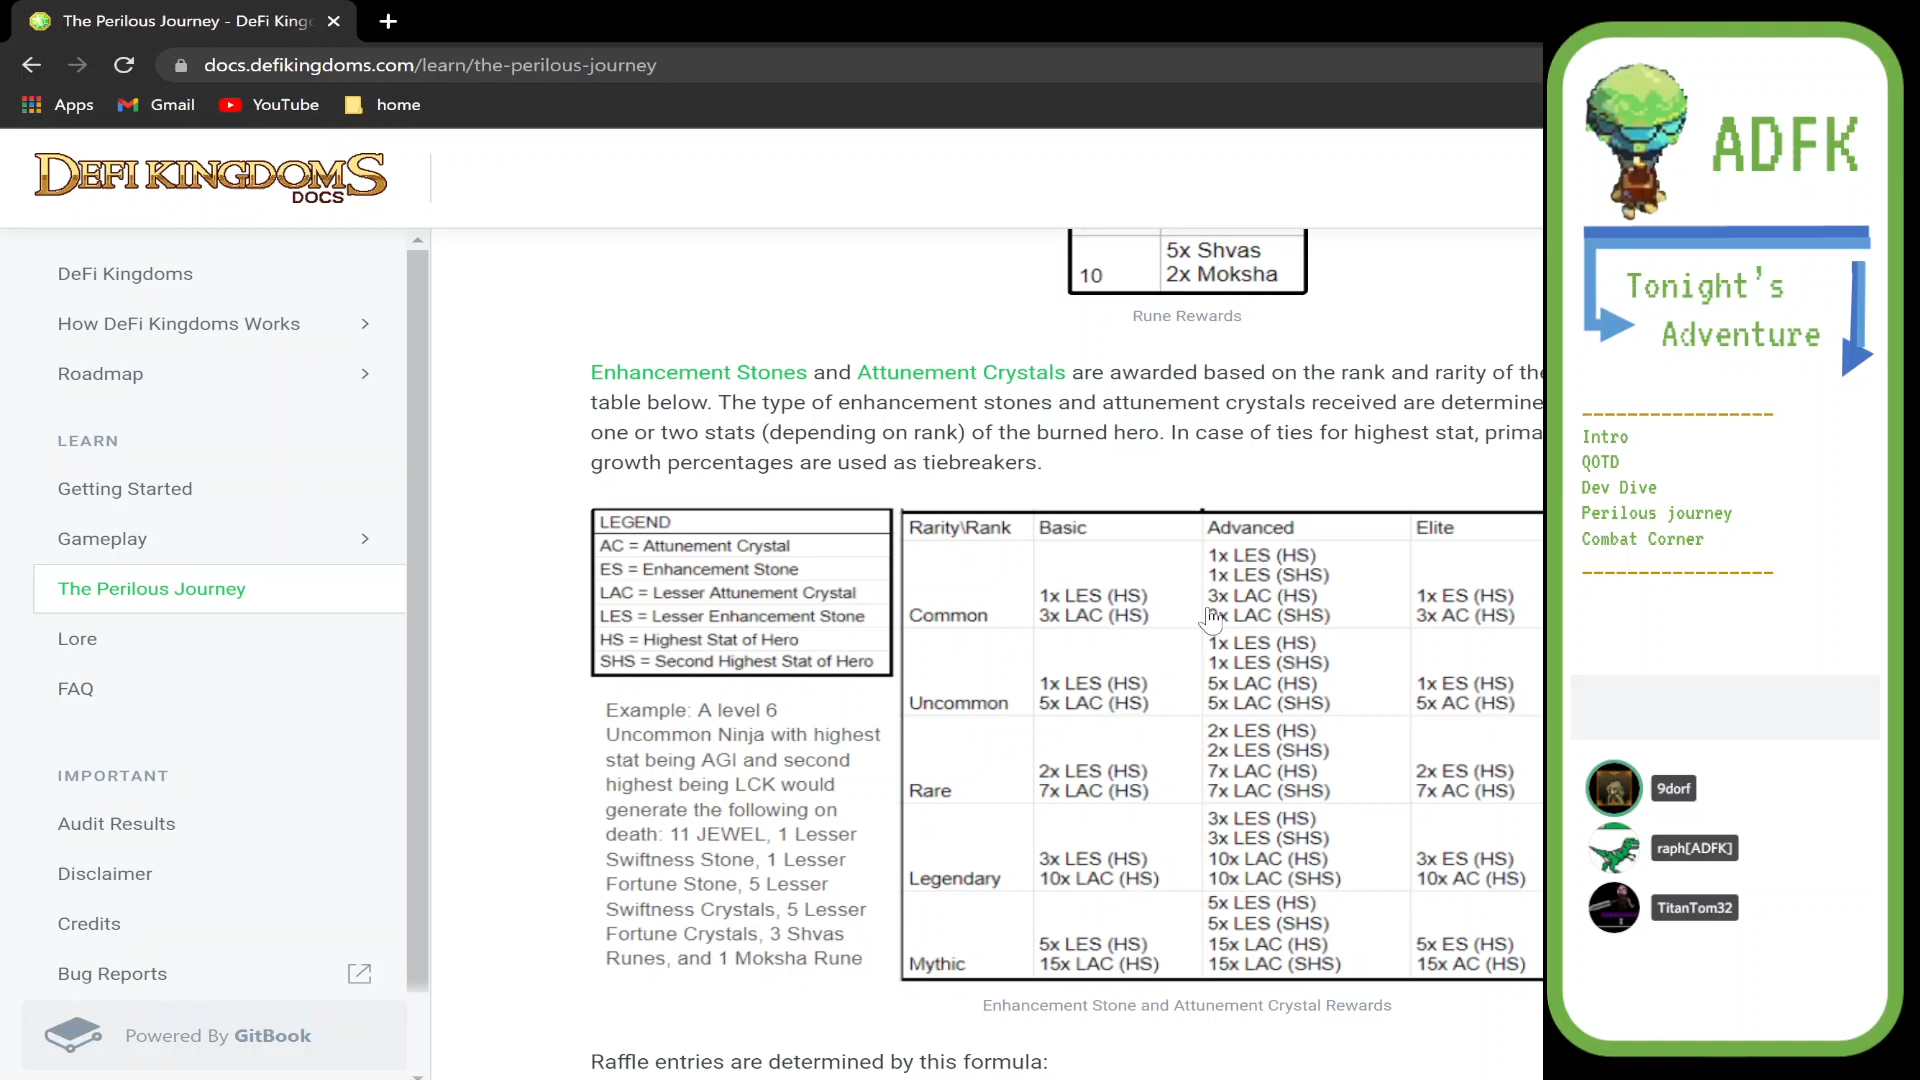 The Perilous Journey - DeFi King
docs.defikingdoms.com/learn/the-perilous-journey
Apps Gmail YouTube home
DEFI KINGDOMS
DOCS
DeFi Kingdoms
How DeFi Kingdoms Works
Roadmap
LEARN
Getting Started
Gameplay
The Perilous Journey
Lore
FAQ
IMPORTANT
Audit Results
Disclaimer
Credits
Bug Reports
Powered By GitBook
5x Shvas
10 2x Moksha
Rune Rewards
Enhancement Stones and Attunement Crystals are awarded based on the rank and rarity of the
table below. The type of enhancement stones and attunement crystals received are determine
one or two stats (depending on rank) of the burned hero. In case of ties for highest stat, prima
growth percentages are used as tiebreakers.
LEGEND
AC = Attunement Crystal
ES = Enhancement Stone
LAC = Lesser Attunement Crystal
LES = Lesser Enhancement Stone
HS = Highest Stat of Hero
SHS = Second Highest Stat of Hero
Example: A level 6
Uncommon Ninja with highest
stat being AGI and second
highest being LCK would
generate the following on
death: 11 JEWEL, 1 Lesser
Swiftness Stone, 1 Lesser
Fortune Stone, 5 Lesser
Swiftness Crystals, 5 Lesser
Fortune Crystals, 3 Shvas
Runes, and 1 Moksha Rune
Rarity\Rank Basic Advanced Elite
1x LES (HS)
1x LES (SHS)
1x LES (HS) 3x LAC (HS) 1x ES (HS)
Common 3x LAC (HS) x LAC (SHS) 3x AC (HS)
1x LES (HS)
1x LES (SHS)
1x LES (HS) 5x LAC (HS) 1x ES (HS)
Uncommon 5x LAC (HS) 5x LAC (SHS) 5x AC (HS)
2x LES (HS)
2x LES (SHS)
2x LES (HS) 7x LAC (HS) 2x ES (HS)
Rare 7x LAC (HS) 7x LAC (SHS) 7x AC (HS)
3x LES (HS)
3x LES (SHS)
3x LES (HS) 10x LAC (HS) 3x ES (HS)
Legendary 10x LAC (HS) 10x LAC (SHS) 10x AC (HS)
5x LES (HS)
5x LES (SHS)
5x LES (HS) 15x LAC (HS) 5x ES (HS)
Mythic 15x LAC (HS) 15x LAC (SHS) 15x AC (HS)
Enhancement Stone and Attunement Crystal Rewards
Raffle entries are determined by this formula:
ADFK
Tonight's
Adventure
Intro
QOTD
Dev Dive
Perilous journey
Combat Corner
9dorf
raph[ADFK]
TitanTom32